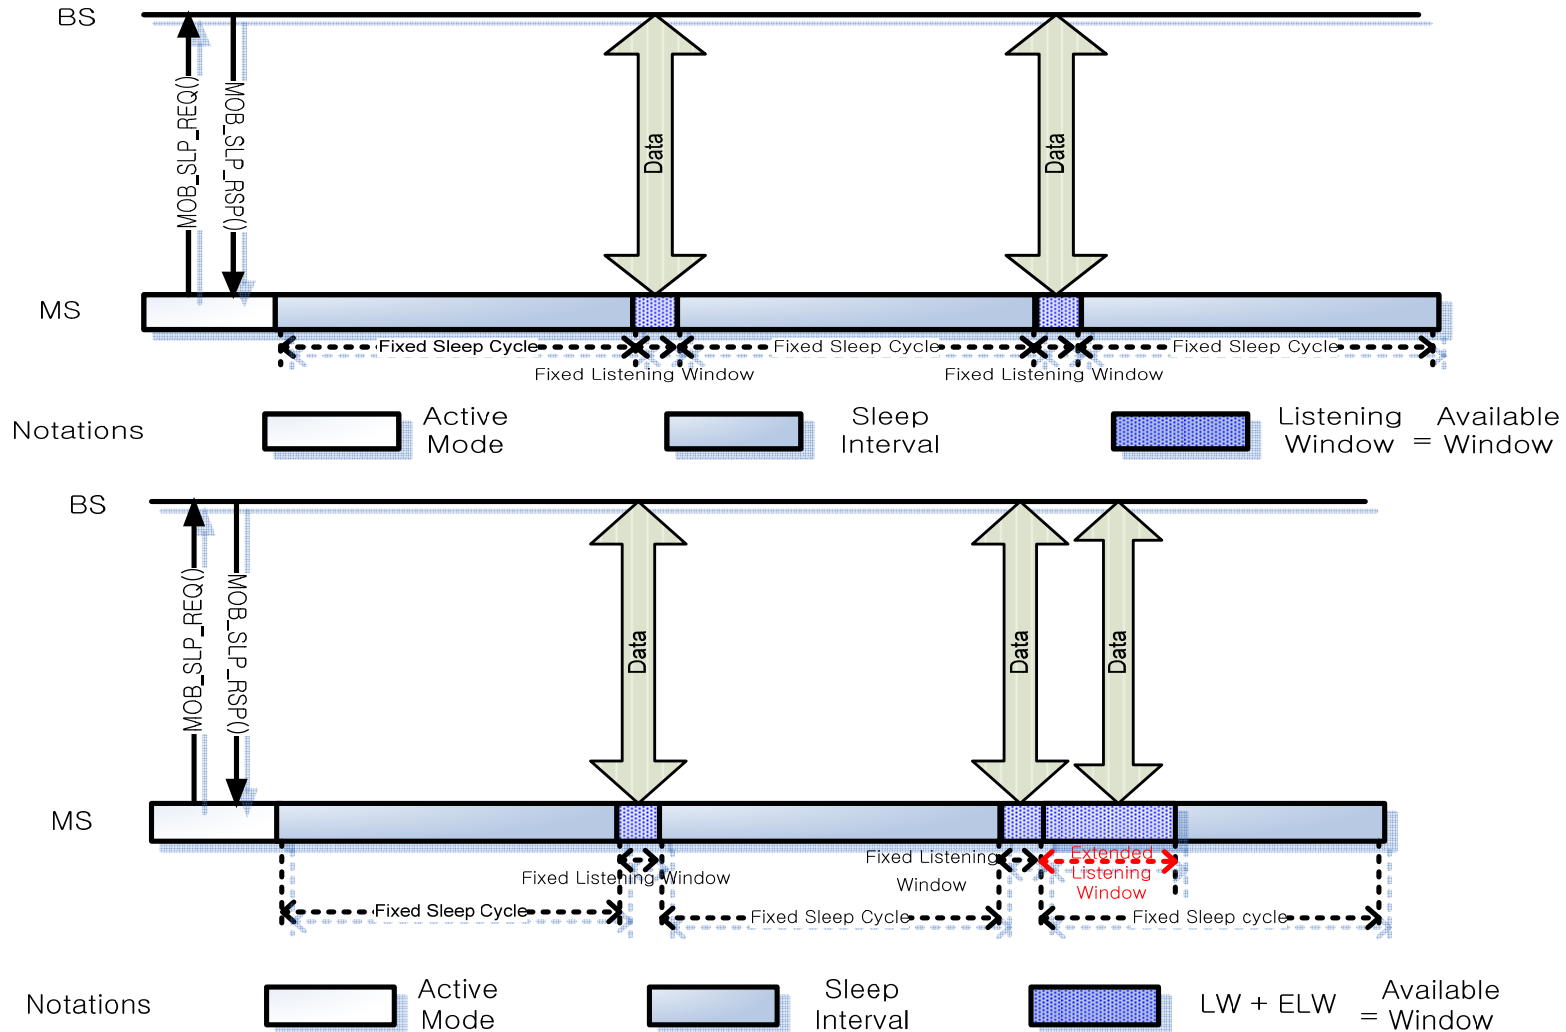 BS
MOB_SLP_REQ()
MOB_SLP_RSP()
Data
Data
MS
Fixed Sleep Cycle
Fixed Sleep Cycle
Fixed Sleep Cycle
Fixed Listening Window
Fixed Listening Window
Notations
Active
Mode
Sleep
Interval
Listening
Window
=
Available
Window
BS
MOB_SLP_REQ()
MOB_SLP_RSP()
Data
Data
Data
MS
Fixed Listening Window
Fixed Listening
Window
Extended
Listening
Window
Fixed Sleep Cycle
Fixed Sleep Cycle
Fixed Sleep cycle
Notations
Active
Mode
Sleep
Interval
LW + ELW
=
Available
Window